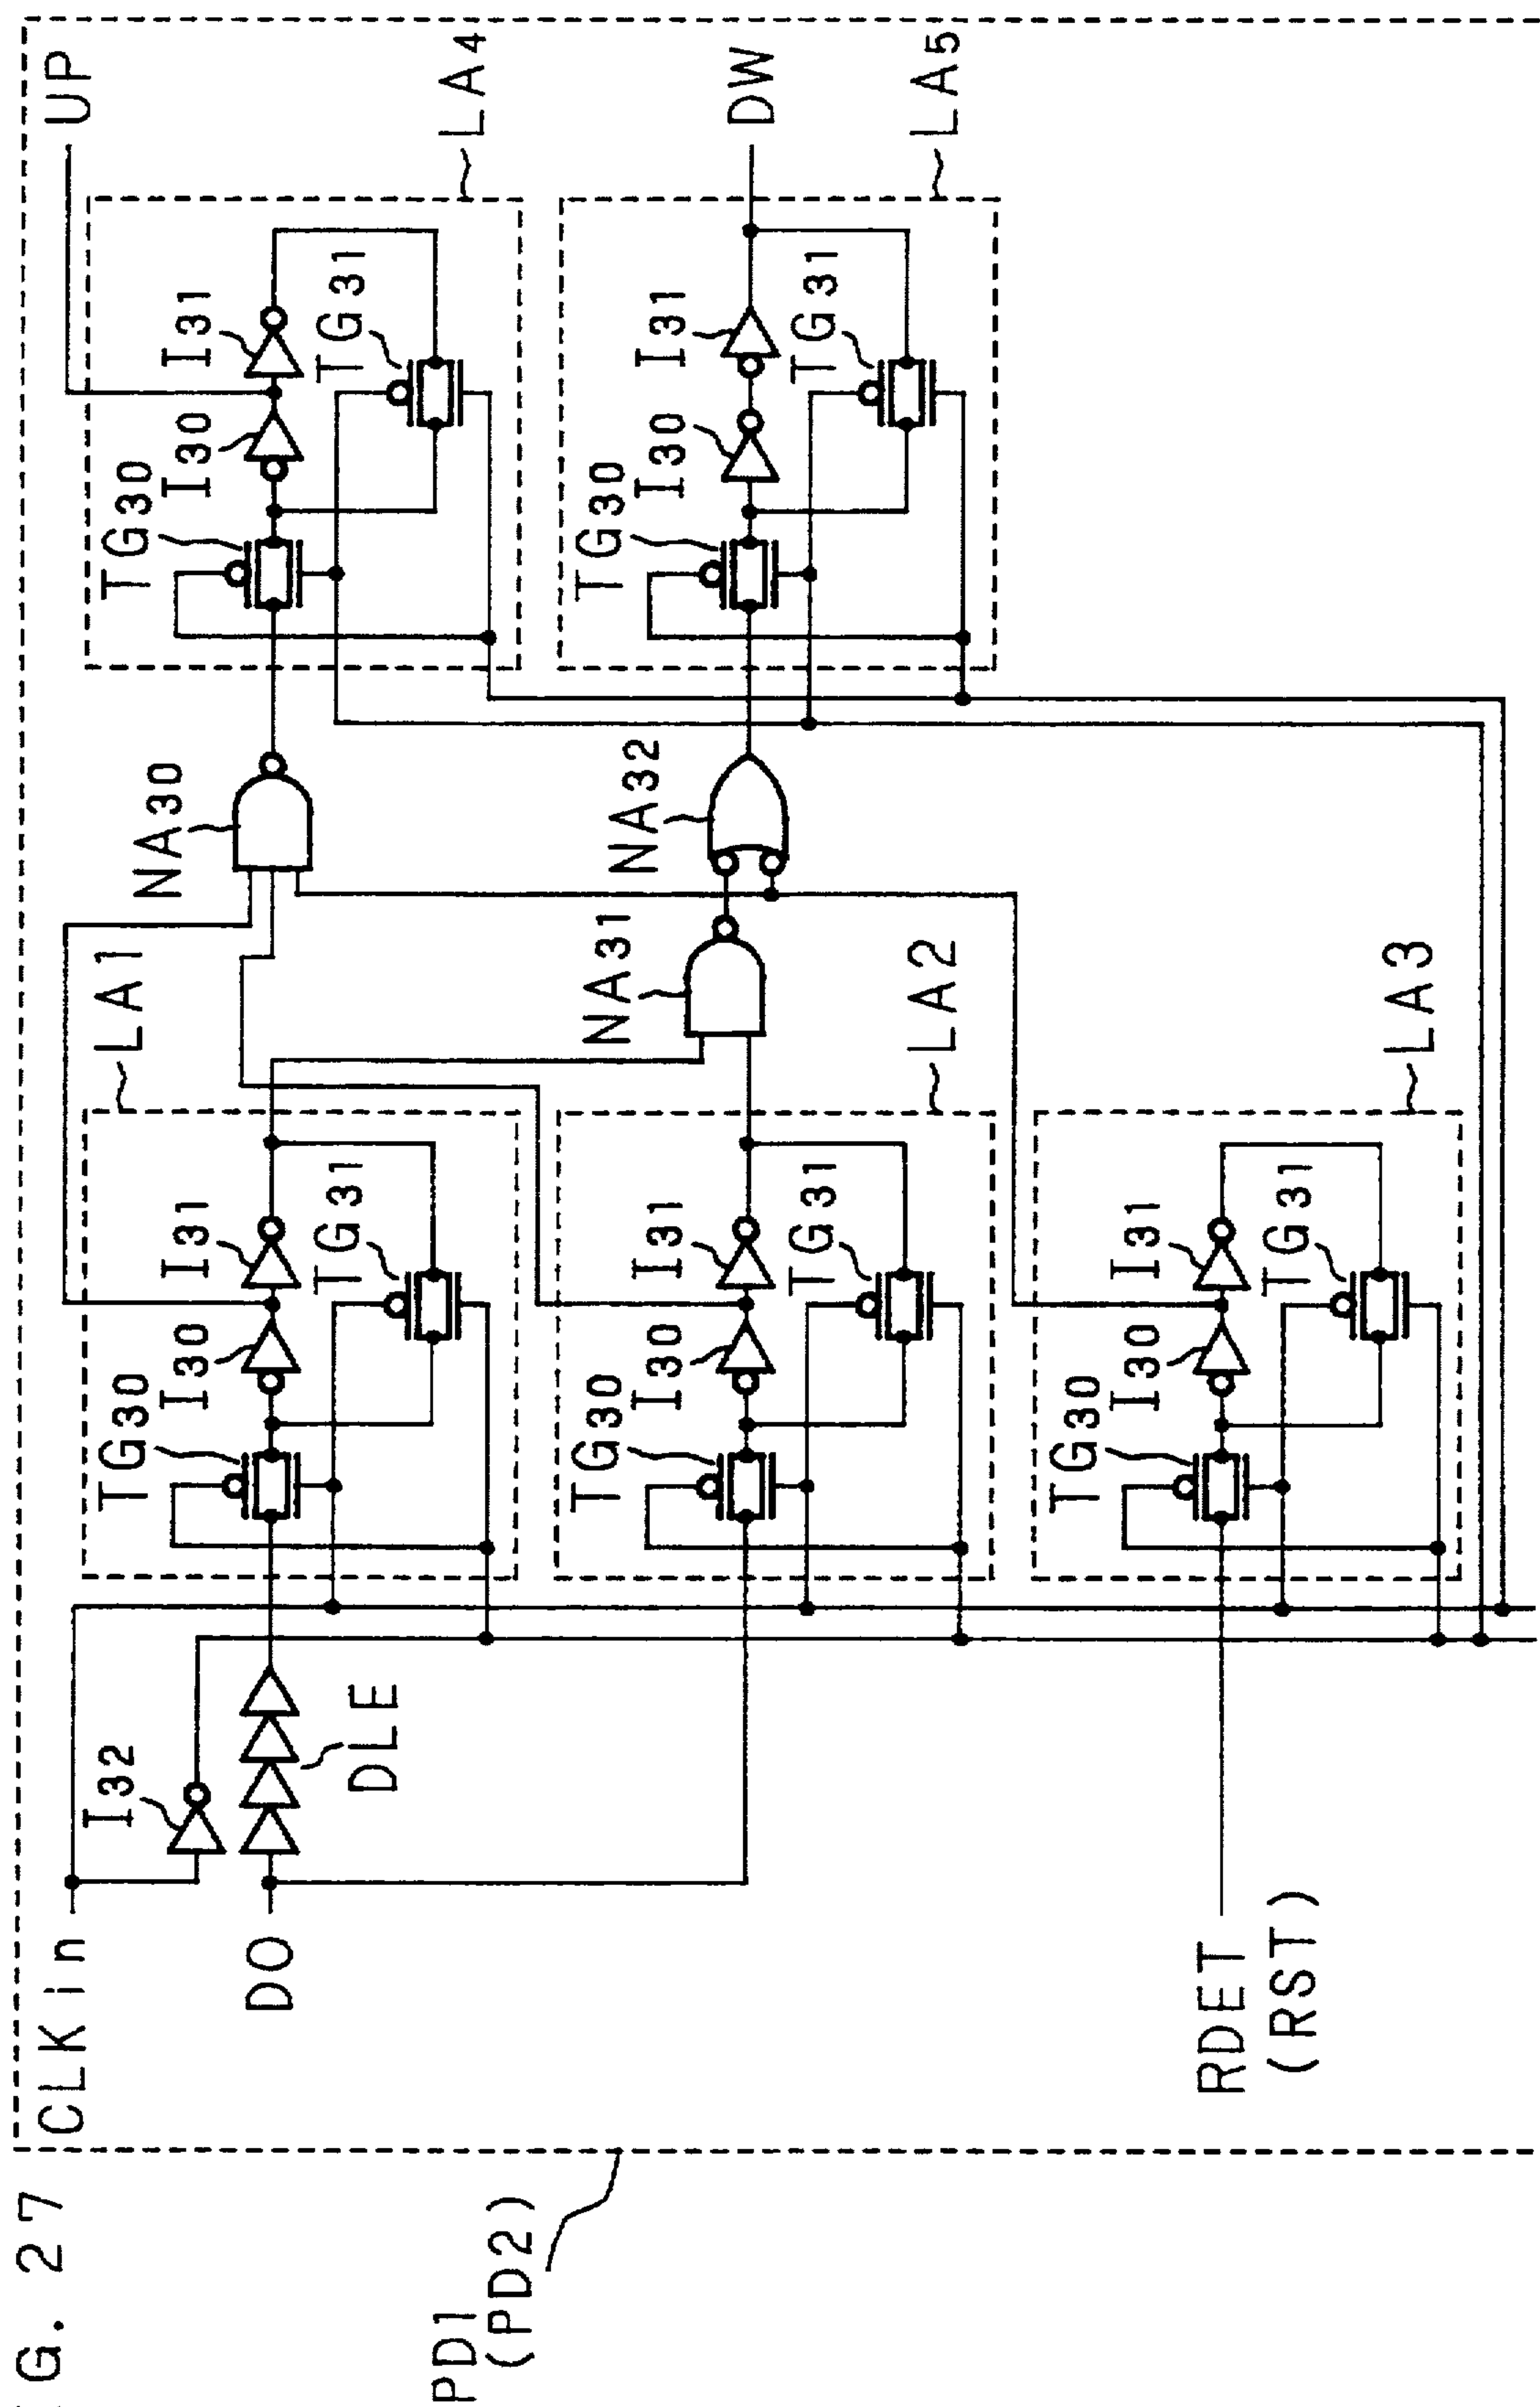 G. 27
PD1
(PD2)
CLKin
DO
RDET
(RST)
I32
DLE
LA1
TG30
I30
I31
TG31
LA2
TG30
I30
I31
TG31
LA3
TG30
I30
I31
TG31
NA30
NA31
NA32
LA4
TG30
I30
I31
TG31
UP
LA5
TG30
I30
I31
TG31
DW